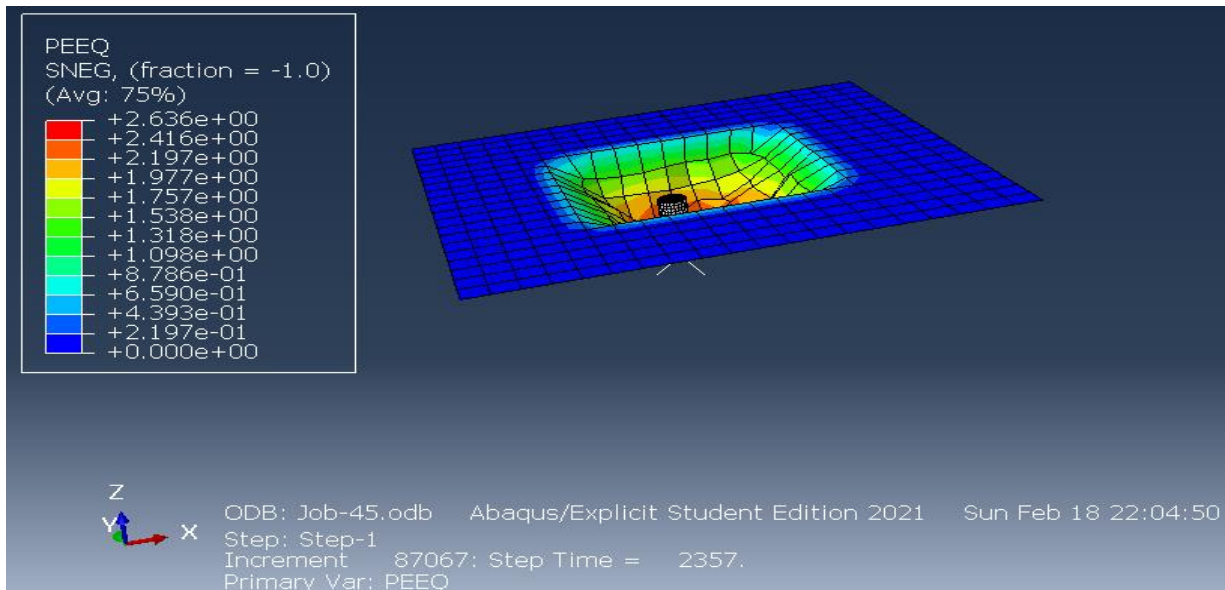 PEEQ
SNEG, (fraction = -1.0)
(Avg: 75%)
+2.636e+00
+2.416e+00
+2.197e+00
+1.977e+00
+1.757e+00
+1.538e+00
+1.318e+00
+1.098e+00
+8.786e-01
+6.590e-01
+4.393e-01
+2.197e-01
+0.000e+00
Z
Y
X
ODB: Job-45.odb Abaqus/Explicit Student Edition 2021 Sun Feb 18 22:04:50
Step: Step-1
Increment 87067: Step Time = 2357.
Primary Var: PEEQ